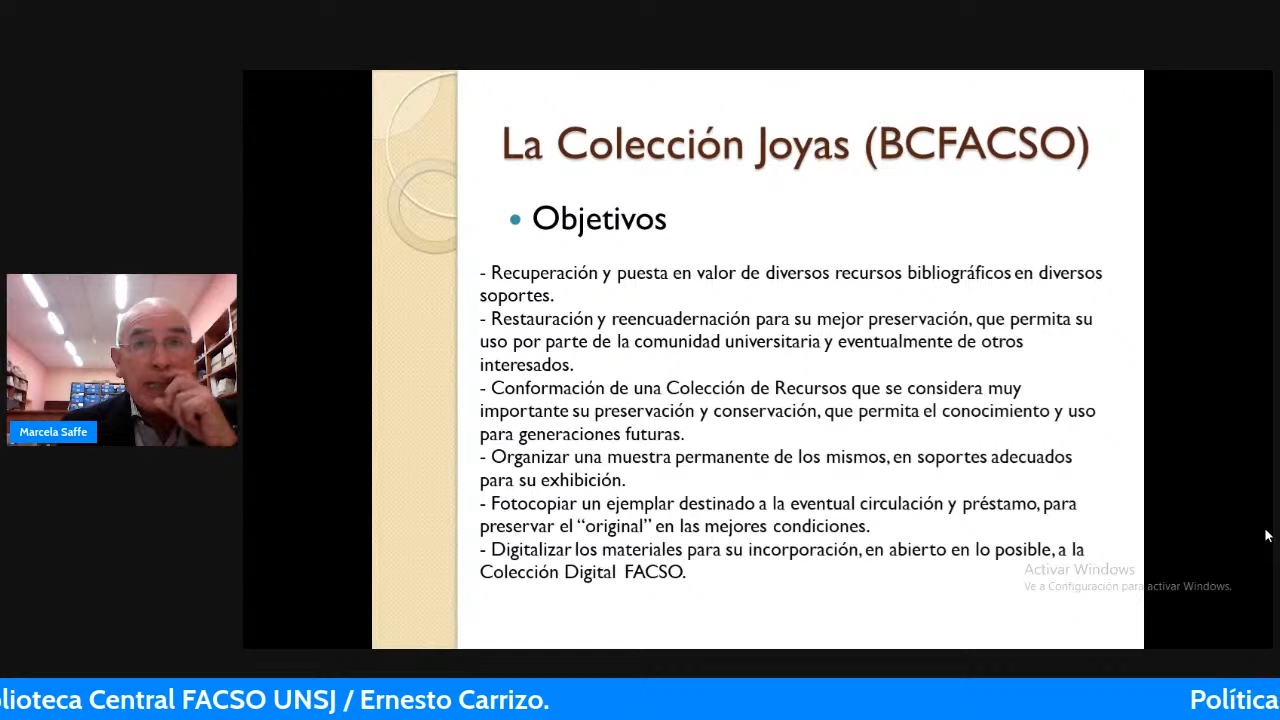 La Colección Joyas (BCFACSO)
• Objetivos
- Recuperación y puesta en valor de diversos recursos bibliográficos en diversos
soportes.
- Restauración y reencuadernación para su mejor preservación, que permita su
uso por parte de la comunidad universitaria y eventualmente de otros
interesados.
- Conformación de una Colección de Recursos que se considera muy
importante su preservación y conservación, que permita el conocimiento y uso
para generaciones futuras.
- Organizar una muestra permanente de los mismos, en soportes adecuados
para su exhibición.
- Fotocopiar un ejemplar destinado a la eventual circulación y préstamo, para
preservar el “original” en las mejores condiciones.
- Digitalizar los materiales para su incorporación, en abierto en lo posible, a la
Colección Digital FACSO.
Activar Windows
Ve a Configuración para activar Windows.
Marcela Saffe
blioteca Central FACSO UNSJ / Ernesto Carrizo.
Política